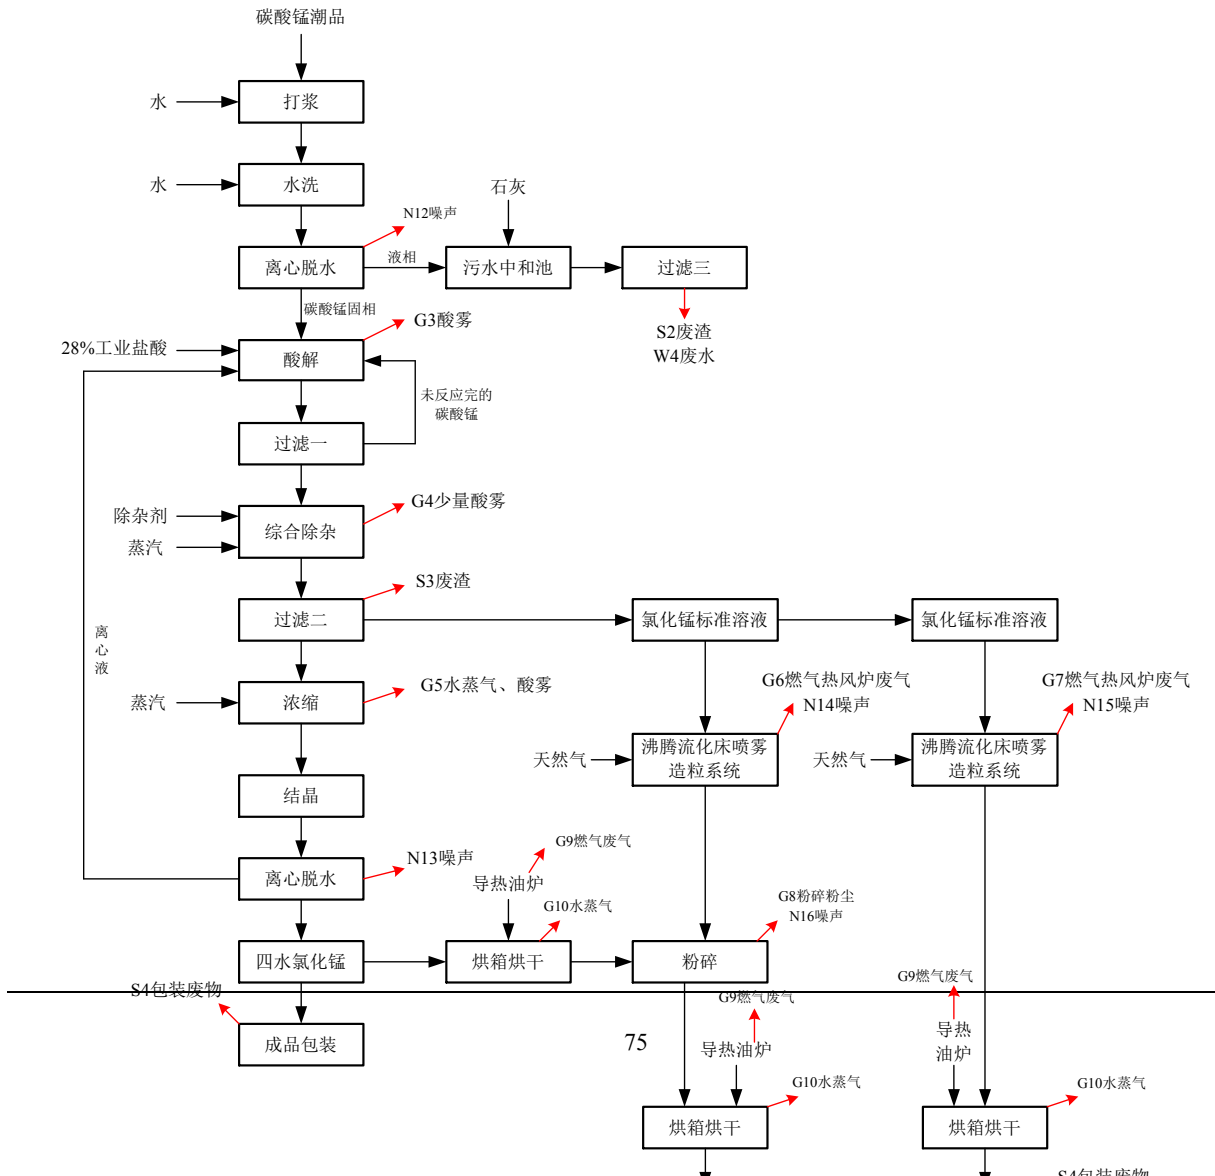 碳酸锰潮品
水
打浆
水
水洗
石灰
N12噪声
离心脱水
液相
污水中和池
过滤三
碳酸锰固相
G3酸雾
S2废渣
W4废水
28%工业盐酸
酸解
未反应完的
碳酸锰
过滤一
G4少量酸雾
除杂剂
蒸汽
综合除杂
S3废渣
过滤二
氯化锰标准溶液
氯化锰标准溶液
离
心
液
G5水蒸气、酸雾
蒸汽
浓缩
G6燃气热风炉废气
N14噪声
G7燃气热风炉废气
N15噪声
天然气
沸腾流化床喷雾
造粒系统
天然气
沸腾流化床喷雾
造粒系统
结晶
G9燃气废气
N13噪声
离心脱水
导热油炉
G10水蒸气
G8粉碎粉尘
N16噪声
四水氯化锰
烘箱烘干
粉碎
S4包装废物
G9燃气废气
G9燃气废气
成品包装
75
导热油炉
导热
油炉
G10水蒸气
G10水蒸气
烘箱烘干
烘箱烘干
S4包装废物